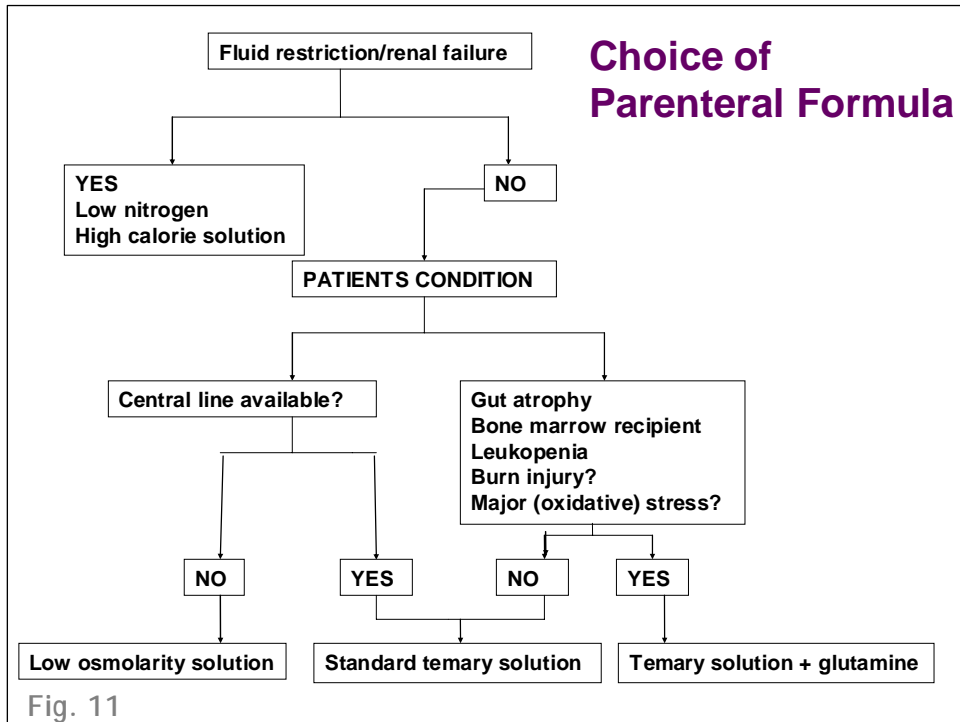 Fluid restriction/renal failure
Choice of
Parenteral Formula
YES
Low nitrogen
High calorie solution
NO
PATIENTS CONDITION
Central line available?
Gut atrophy
Bone marrow recipient
Leukopenia
Burn injury?
Major (oxidative) stress?
NO
YES
NO
YES
Low osmolarity solution
Standard temary solution
Temary solution + glutamine
Fig. 11